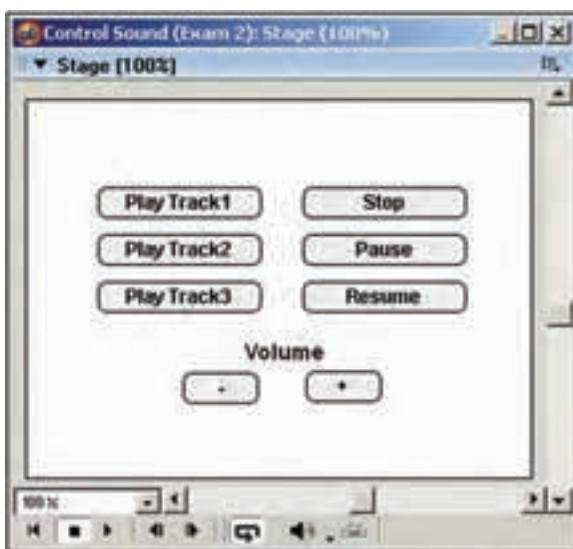 Control Sound (Exam 2): Stage (100%)
Stage (100%)
Play Track1 Stop
Play Track2 Pause
Play Track3 Resume
Volume
- +
100%